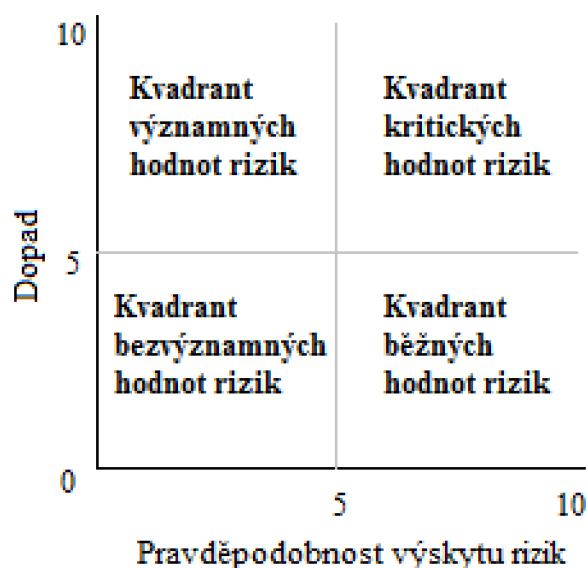 10
Kvadrant
významných
hodnot rizik
Kvadrant
kritických
hodnot rizik
Dopad
5
Kvadrant
bezvýznamných
hodnot rizik
Kvadrant
běžných
hodnot rizik
0
5
10
Pravděpodobnost výskytu rizik